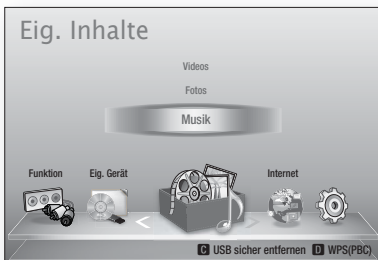 Eig. Inhalte
Videos
Fotos
Musik
Funktion Eig. Gerät Internet
C USB sicher entfernen D WPS(PBC)